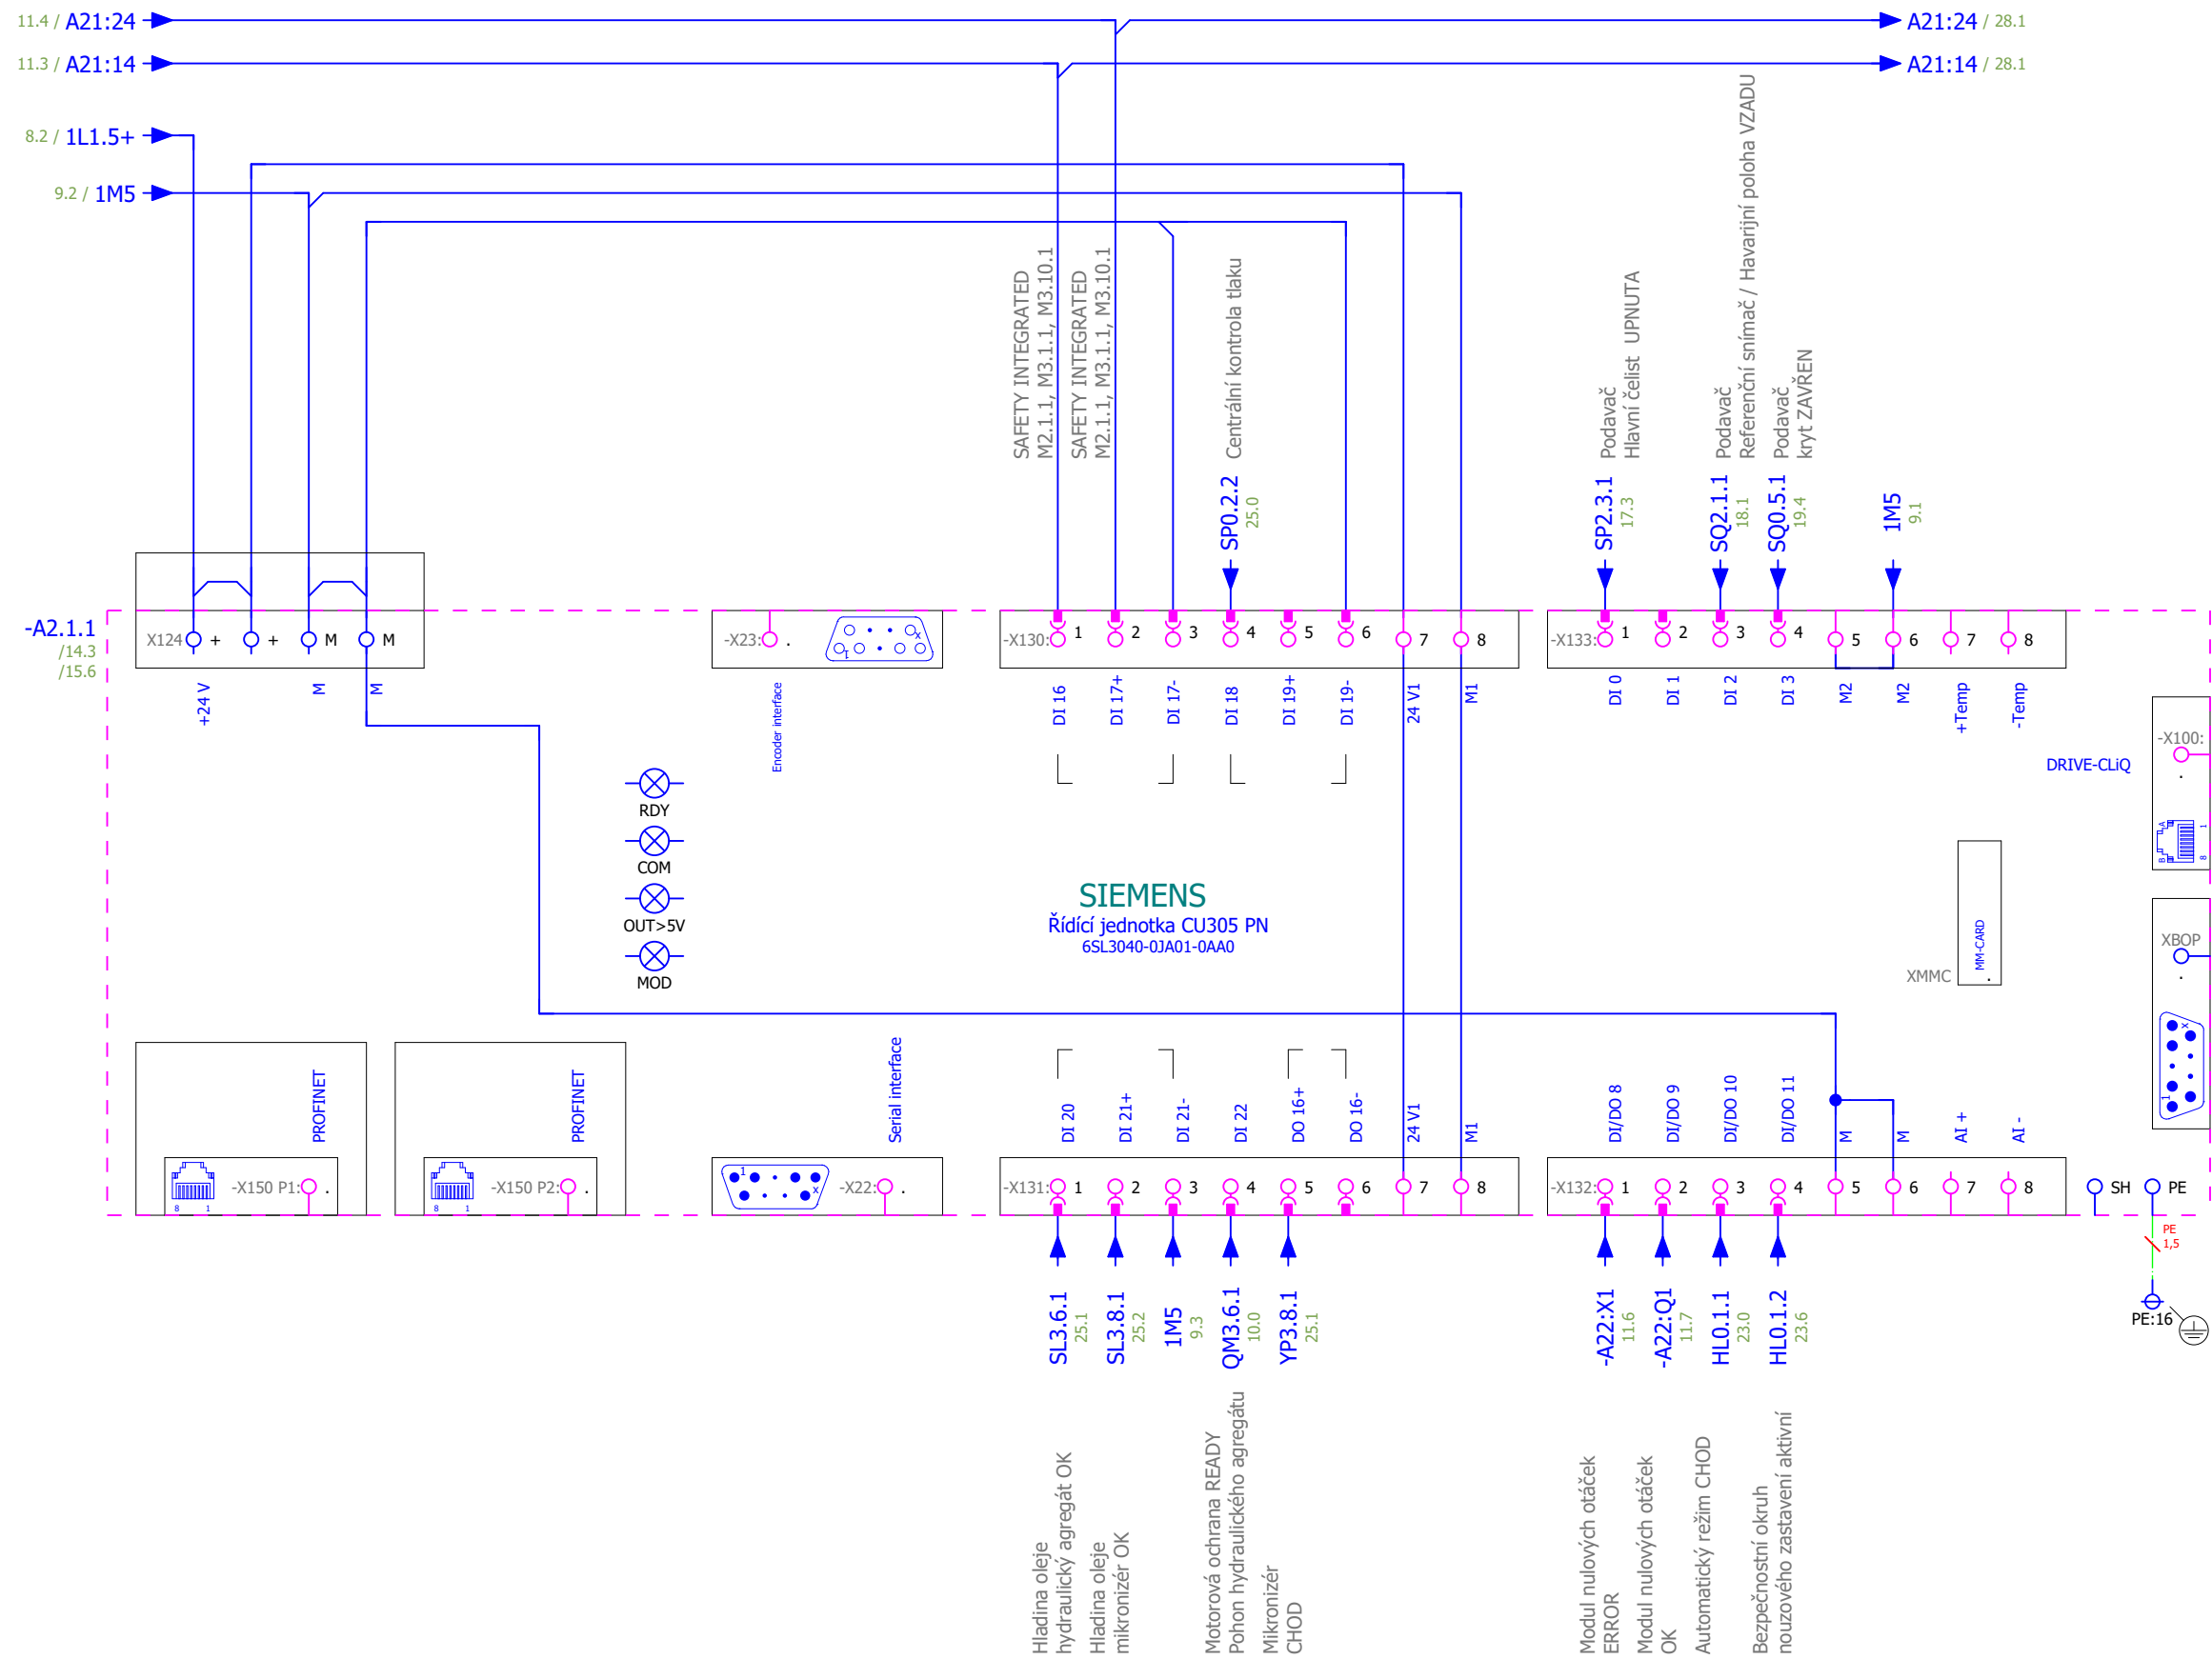 11.4 / A21:24
A21:24 / 28.1
11.3 / A21:14
A21:14 / 28.1
8.2 / 1L1.5+
9.2 / 1M5
SAFETY INTEGRATED
M2.1.1, M3.1.1, M3.10.1
SAFETY INTEGRATED
M2.1.1, M3.1.1, M3.10.1
Centrální kontrola tlaku
SP0.2.2
25.0
Podavač
Hlavní čelist UPNUTA
SP2.3.1
17.3
Podavač
Referenční snímač / Havarijní poloha VZADU
SQ2.1.1
18.1
Podavač
kryt ZAVŘEN
SQ0.5.1
19.4
1M5
9.1
-A2.1.1
/14.3
/15.6
X124 + + M M
+24 V
M
M
-X23: .
1 x
Encoder interface
-X130: 1 2 3 4 5 6 7 8
DI 16
DI 17+
DI 17-
DI 18
DI 19+
DI 19-
24 V1
M1
-X133: 1 2 3 4 5 6 7 8
DI 0
DI 1
DI 2
DI 3
M2
M2
+Temp
-Temp
DRIVE-CLiQ
-X100:
.
A 1
B 8
RDY
COM
OUT>5V
MOD
SIEMENS
Řídící jednotka CU305 PN
6SL3040-0JA01-0AA0
XMMC
MM-CARD
.
XBOP
.
x
1
PROFINET
-X150 P1: .
8 1
PROFINET
-X150 P2: .
8 1
Serial interface
1 x
-X22: .
DI 20
DI 21+
DI 21-
DI 22
DO 16+
DO 16-
24 V1
M1
-X131: 1 2 3 4 5 6 7 8
DI/DO 8
DI/DO 9
DI/DO 10
DI/DO 11
M
M
AI +
AI -
-X132: 1 2 3 4 5 6 7 8
SH PE
PE
1,5
PE:16
SL3.6.1
25.1
SL3.8.1
25.2
1M5
9.3
QM3.6.1
10.0
YP3.8.1
25.1
-A22:X1
11.6
-A22:Q1
11.7
HL0.1.1
23.0
HL0.1.2
23.6
Hladina oleje
hydraulický agregát OK
Hladina oleje
mikronizér OK
Motorová ochrana READY
Pohon hydraulického agregátu
Mikronizér
CHOD
Modul nulových otáček
ERROR
Modul nulových otáček
OK
Automatický režim CHOD
Bezpečnostní okruh
nouzového zastavení aktivní